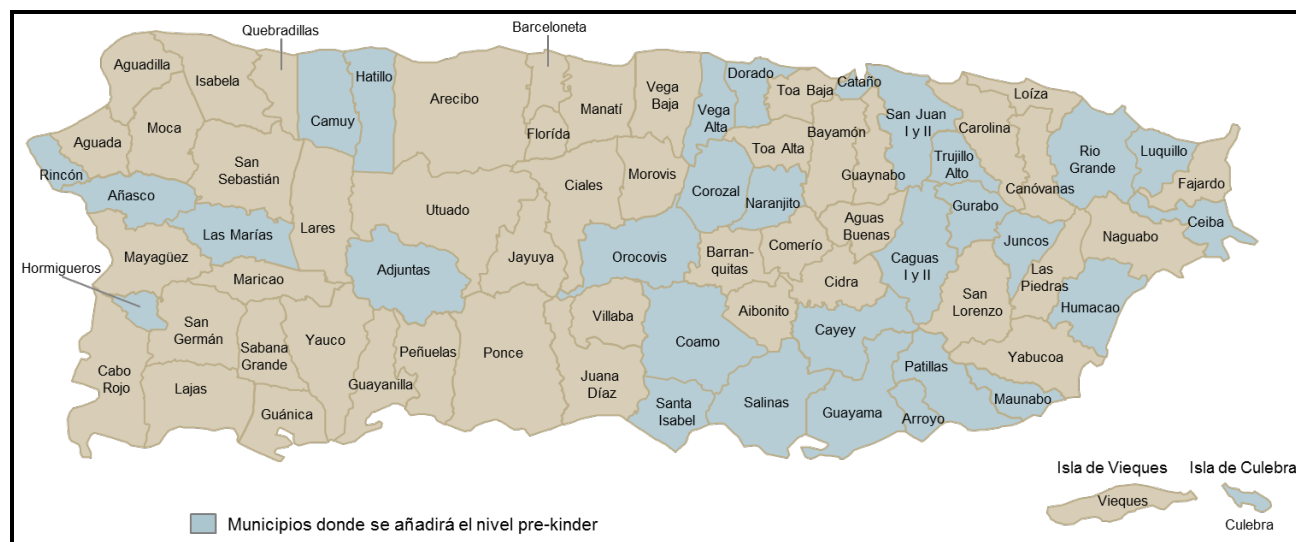 Quebradillas
Barceloneta
Aguadilla
Isabela
Hatillo
Camuy
Arecibo
Manatí
Vega
Baja
Dorado
Vega
Alta
Toa Baja
Cataño
San Juan
I y II
Loíza
Carolina
Moca
Aguada
Florída
Bayamón
Toa Alta
Trujillo
Alto
Rio
Grande
Luquillo
Fajardo
Rincón
San
Sebastián
Añasco
Ciales
Morovis
Corozal
Naranjito
Guaynabo
Canóvanas
Utuado
Las Marías
Lares
Aguas
Buenas
Gurabo
Ceiba
Juncos
Naguabo
Mayagüez
Hormigueros
Maricao
Adjuntas
Jayuya
Orocovis
Barran-
quitas
Comerío
Cidra
Caguas
I y II
Las
Piedras
San
Lorenzo
Humacao
San
Germán
Sabana
Grande
Yauco
Peñuelas
Ponce
Villaba
Coamo
Aibonito
Cayey
Yabucoa
Cabo
Rojo
Lajas
Guánica
Guayanilla
Juana
Díaz
Santa
Isabel
Salinas
Guayama
Patillas
Arroyo
Maunabo
Isla de Vieques
Isla de Culebra
Vieques
Culebra
Municipios donde se añadirá el nivel pre-kinder